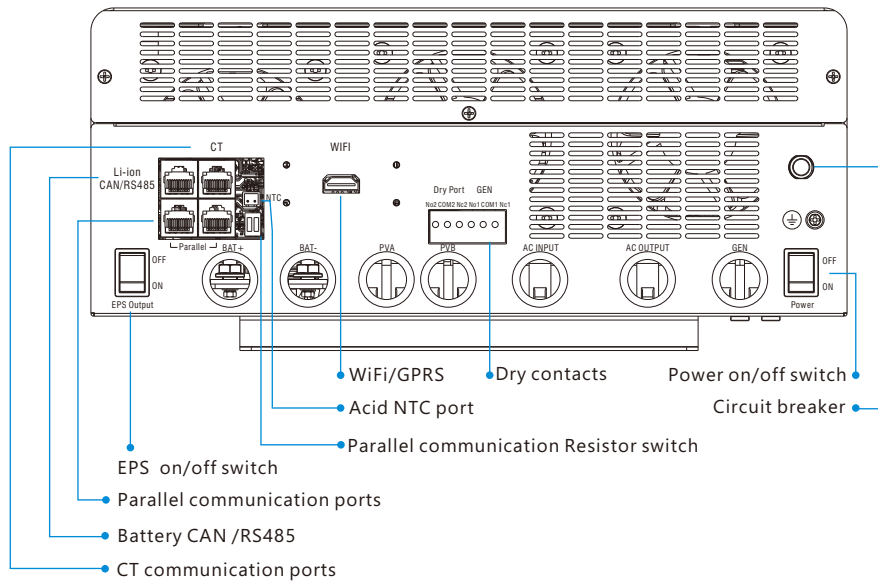 CT
WIFI
Li-ion
CAN/RS485
NTC
Dry Port GEN
No2 COM2 Nc2 No1 COM1 Nc1
Parallel
OFF
ON
EPS Output
BAT+
BAT-
PVA
PVB
AC INPUT
AC OUTPUT
GEN
OFF
ON
Power
WiFi/GPRS
Dry contacts
Power on/off switch
Acid NTC port
Circuit breaker
Parallel communication Resistor switch
EPS on/off switch
Parallel communication ports
Battery CAN /RS485
CT communication ports